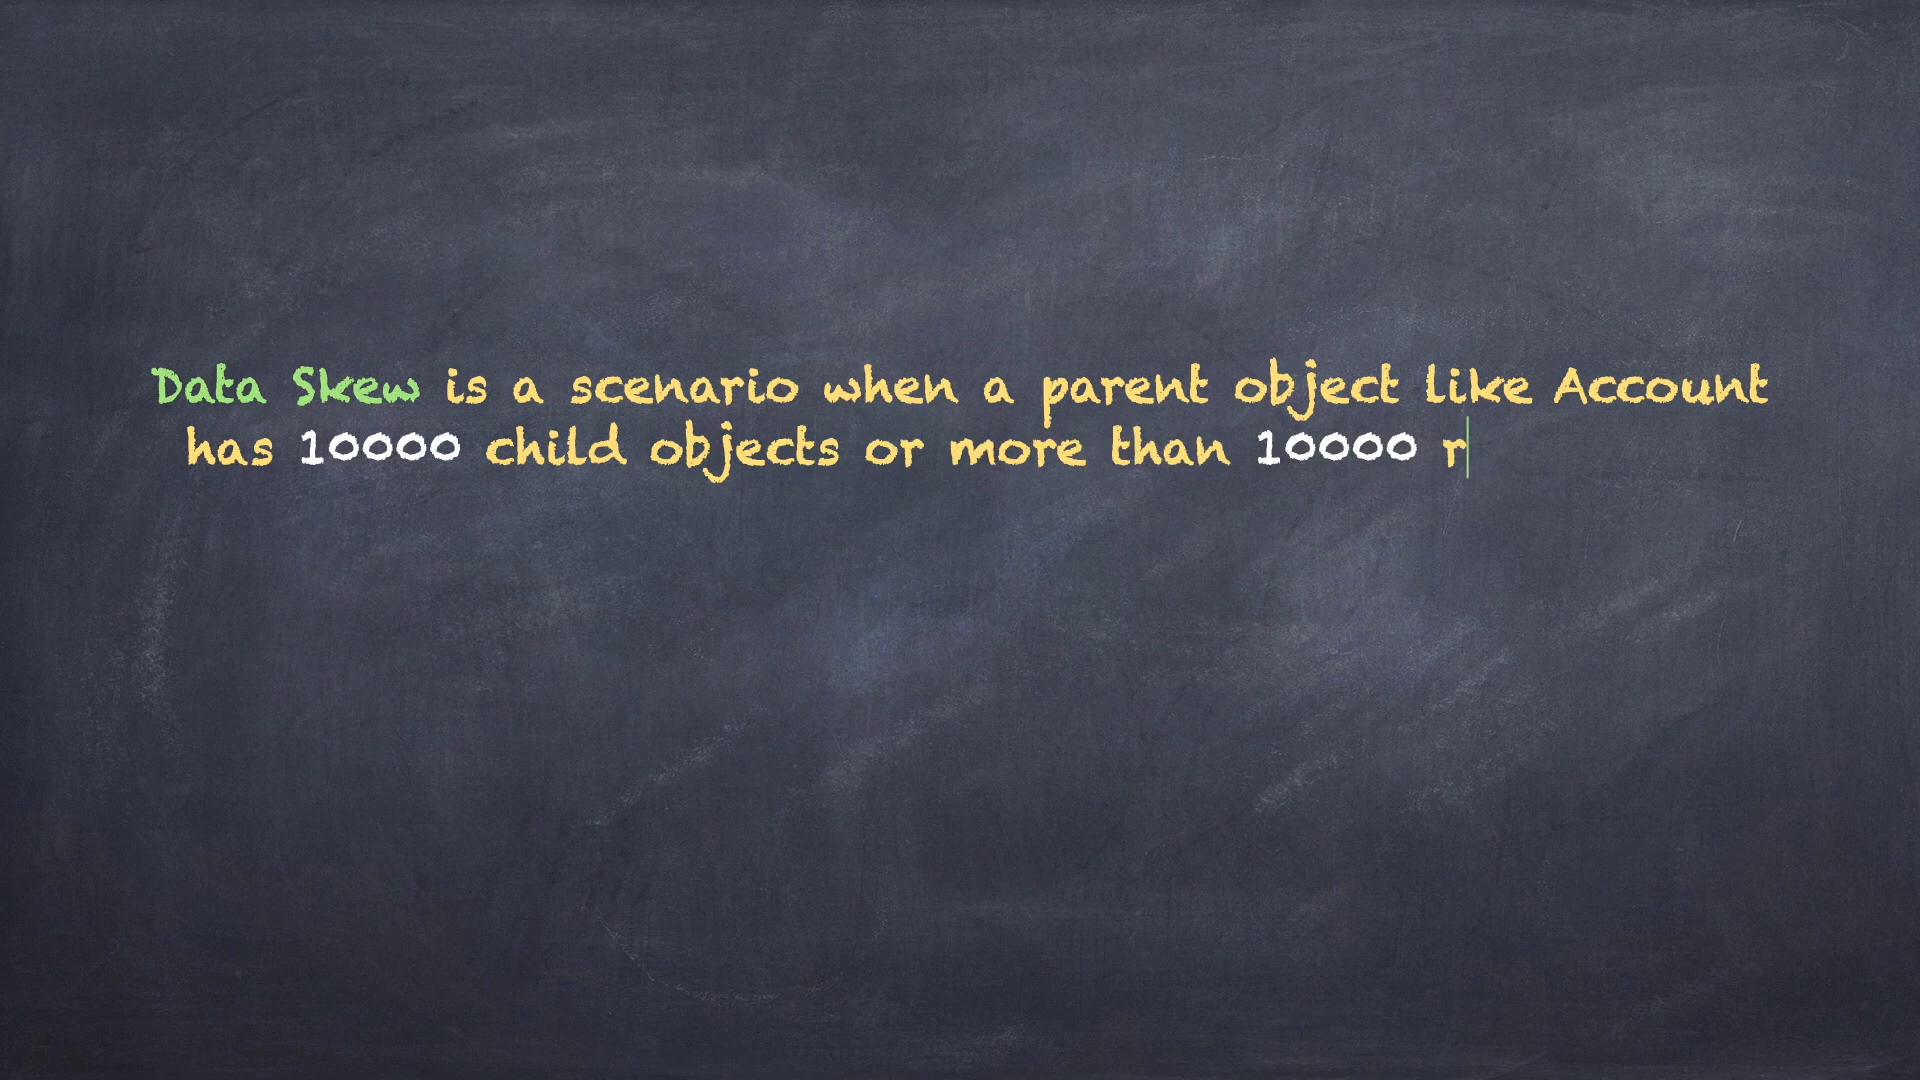 Data Skew is a scenario when a parent object like Account
has 10000 child objects or more than 10000 r